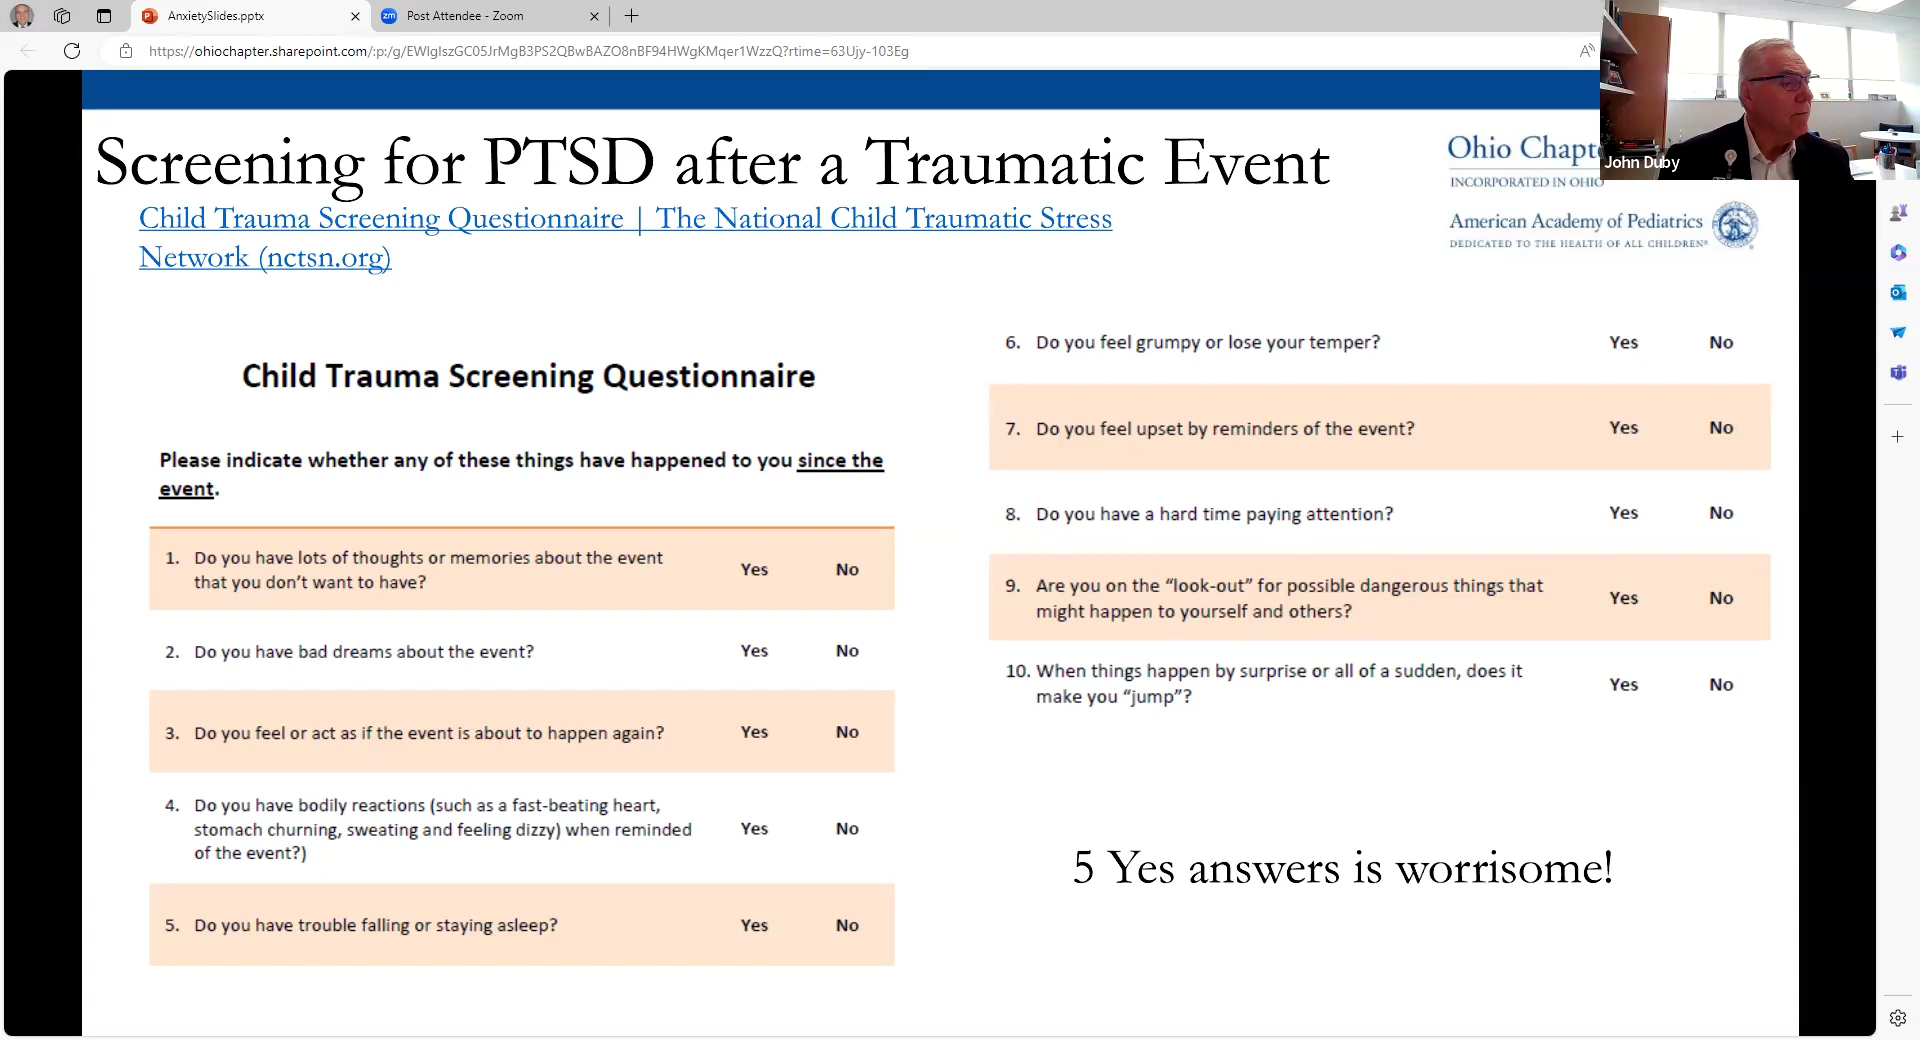 AnxietySlides.pptx
Post Attendee - Zoom
https://ohiochapter.sharepoint.com/:p:/g/EWIgIszGC05JrMgB3PS2QBwBAZO8nBF94HWgKMqer1WzzQ?rtime=63Ujy-103Eg
John Duby
Screening for PTSD after a Traumatic Event
Child Trauma Screening Questionnaire | The National Child Traumatic Stress
Network (nctsn.org)
Ohio Chapt
INCORPORATED IN OHIO
American Academy of Pediatrics
DEDICATED TO THE HEALTH OF ALL CHILDREN®
Child Trauma Screening Questionnaire
Please indicate whether any of these things have happened to you since the
event.
1. Do you have lots of thoughts or memories about the event
that you don't want to have? Yes No
2. Do you have bad dreams about the event? Yes No
3. Do you feel or act as if the event is about to happen again? Yes No
4. Do you have bodily reactions (such as a fast-beating heart,
stomach churning, sweating and feeling dizzy) when reminded Yes No
of the event?)
5. Do you have trouble falling or staying asleep? Yes No
6. Do you feel grumpy or lose your temper? Yes No
7. Do you feel upset by reminders of the event? Yes No
8. Do you have a hard time paying attention? Yes No
9. Are you on the “look-out” for possible dangerous things that
might happen to yourself and others? Yes No
10. When things happen by surprise or all of a sudden, does it
make you “jump”? Yes No
5 Yes answers is worrisome!